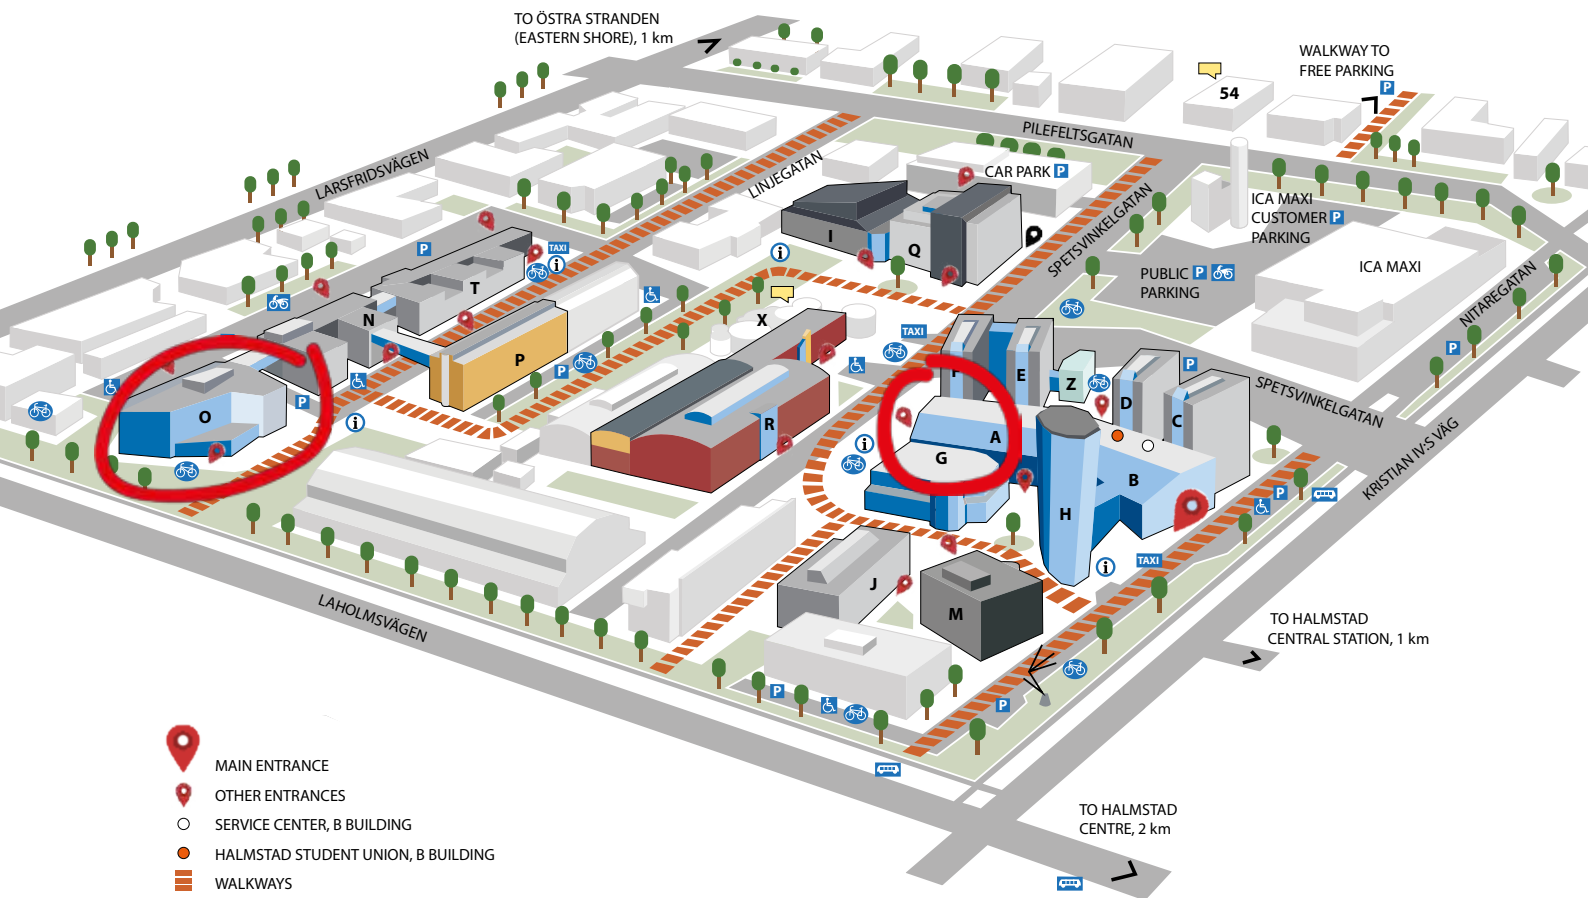 TO ÖSTRA STRANDEN
(EASTERN SHORE), 1 km
WALKWAY TO
FREE PARKING
P
54
PILEFELTSGATAN
LARSFRIDSVÄGEN
LINJEGATAN
CAR PARK P
SPETSVINKELGATAN
ICA MAXI
CUSTOMER P
PARKING
I
Q
P
TAXI
i
i
T
PUBLIC P
PARKING
ICA MAXI
NITAREGATAN
N
X
TAXI
P
P
F
E
Z
P
P
D
C
SPETSVINKELGATAN
O
P
i
R
A
G
i
B
H
KRISTIAN IV:S VÄG
P
i
TAXI
J
M
LAHOLMSVÄGEN
TO HALMSTAD
CENTRAL STATION, 1 km
P
P
MAIN ENTRANCE
OTHER ENTRANCES
SERVICE CENTER, B BUILDING
HALMSTAD STUDENT UNION, B BUILDING
WALKWAYS
TO HALMSTAD
CENTRE, 2 km